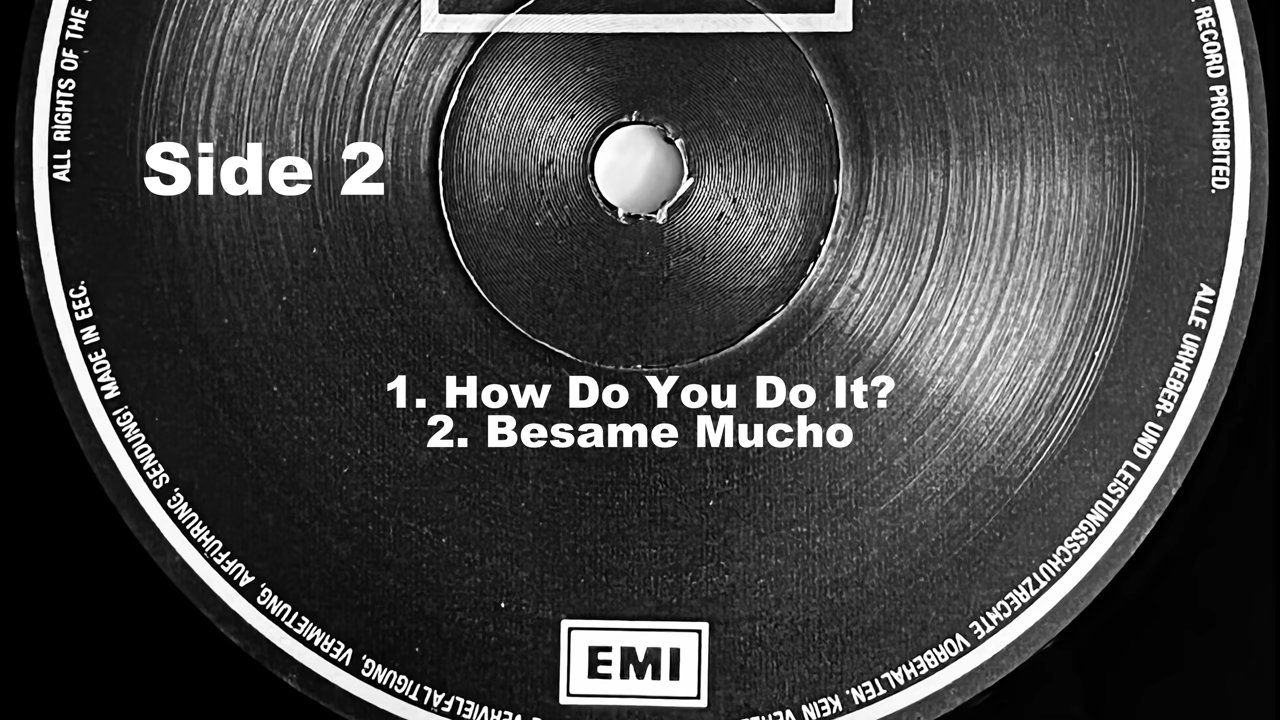 ALL RIGHTS OF THE
RECORD PROHIBITED.
Side 2
1. How Do You Do It?
2. Besame Mucho
ALLE URHEBER- UND LEISTUNGSSCHUTZRECHTE VORBEHALTEN. KEIN
VERVIELFÄLTIGUNG, VERMIETUNG, AUFFÜHRUNG, SENDUNG! MADE IN EEC.
EMI